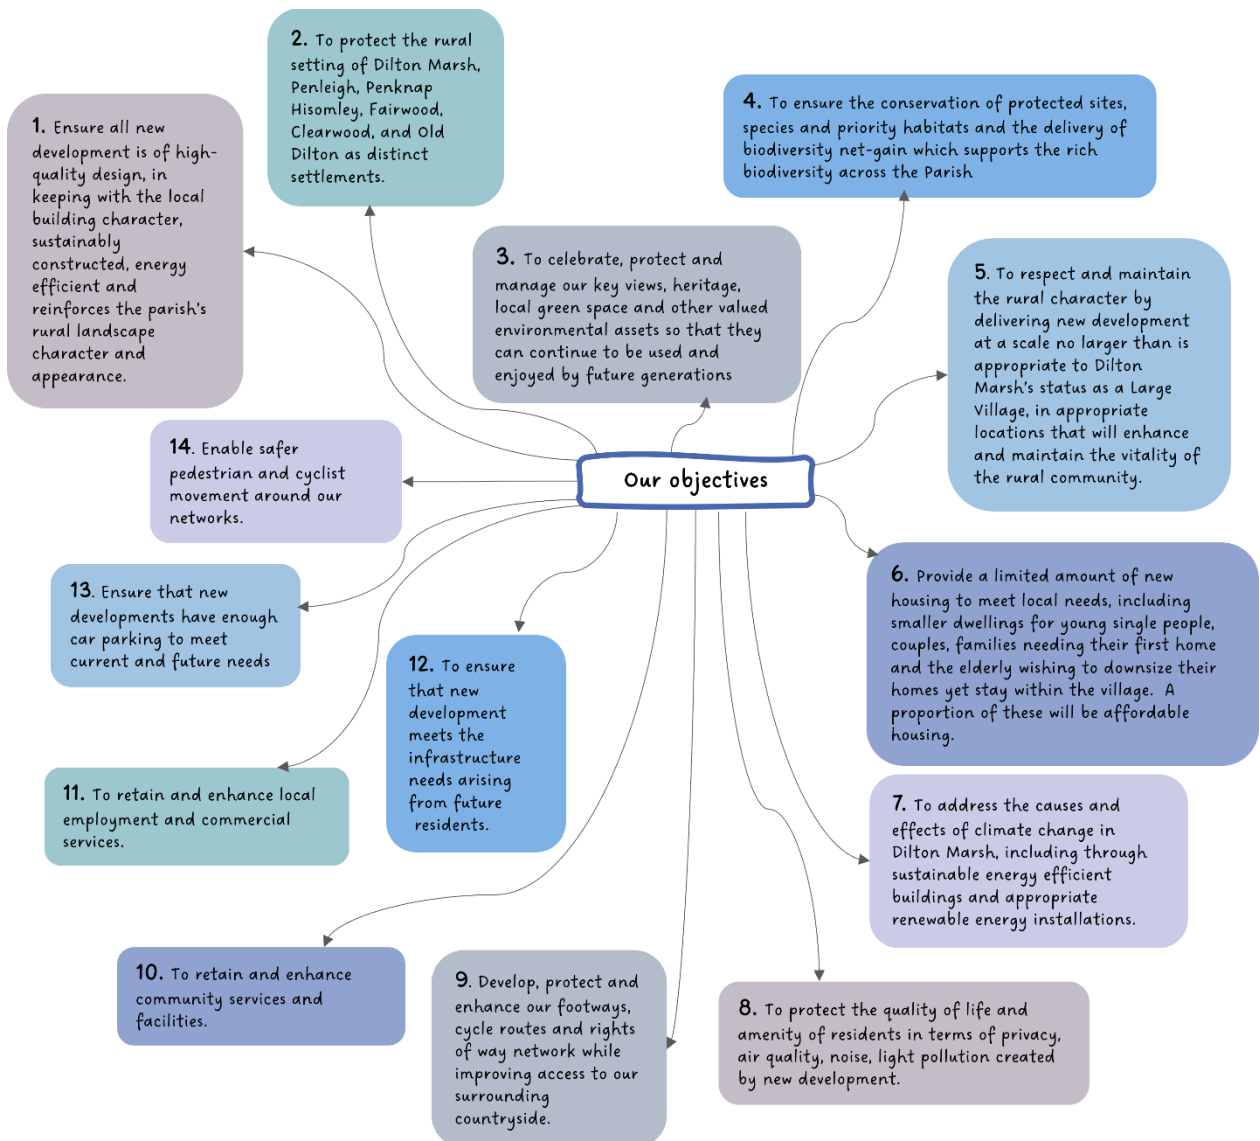 Our objectives
1. Ensure all new
development is of high-
quality design, in
keeping with the local
building character,
sustainably
constructed, energy
efficient and
reinforces the parish's
rural landscape
character and
appearance.
2. To protect the rural
setting of Dilton Marsh,
Penleigh, Penknap
Hisomley, Fairwood,
Clearwood, and Old
Dilton as distinct
settlements.
3. To celebrate, protect and
manage our key views, heritage,
local green space and other valued
environmental assets so that they
can continue to be used and
enjoyed by future generations
4. To ensure the conservation of protected sites,
species and priority habitats and the delivery of
biodiversity net-gain which supports the rich
biodiversity across the Parish
5. To respect and maintain
the rural character by
delivering new development
at a scale no larger than is
appropriate to Dilton
Marsh's status as a Large
Village, in appropriate
locations that will enhance
and maintain the vitality of
the rural community.
6. Provide a limited amount of new
housing to meet local needs, including
smaller dwellings for young single people,
couples, families needing their first home
and the elderly wishing to downsize their
homes yet stay within the village. A
proportion of these will be affordable
housing.
7. To address the causes and
effects of climate change in
Dilton Marsh, including through
sustainable energy efficient
buildings and appropriate
renewable energy installations.
8. To protect the quality of life and
amenity of residents in terms of privacy,
air quality, noise, light pollution created
by new development.
9. Develop, protect and
enhance our footways,
cycle routes and rights
of way network while
improving access to our
surrounding
countryside.
10. To retain and enhance
community services and
facilities.
11. To retain and enhance local
employment and commercial
services.
12. To ensure
that new
development
meets the
infrastructure
needs arising
from future
residents.
13. Ensure that new
developments have enough
car parking to meet
current and future needs
14. Enable safer
pedestrian and cyclist
movement around our
networks.